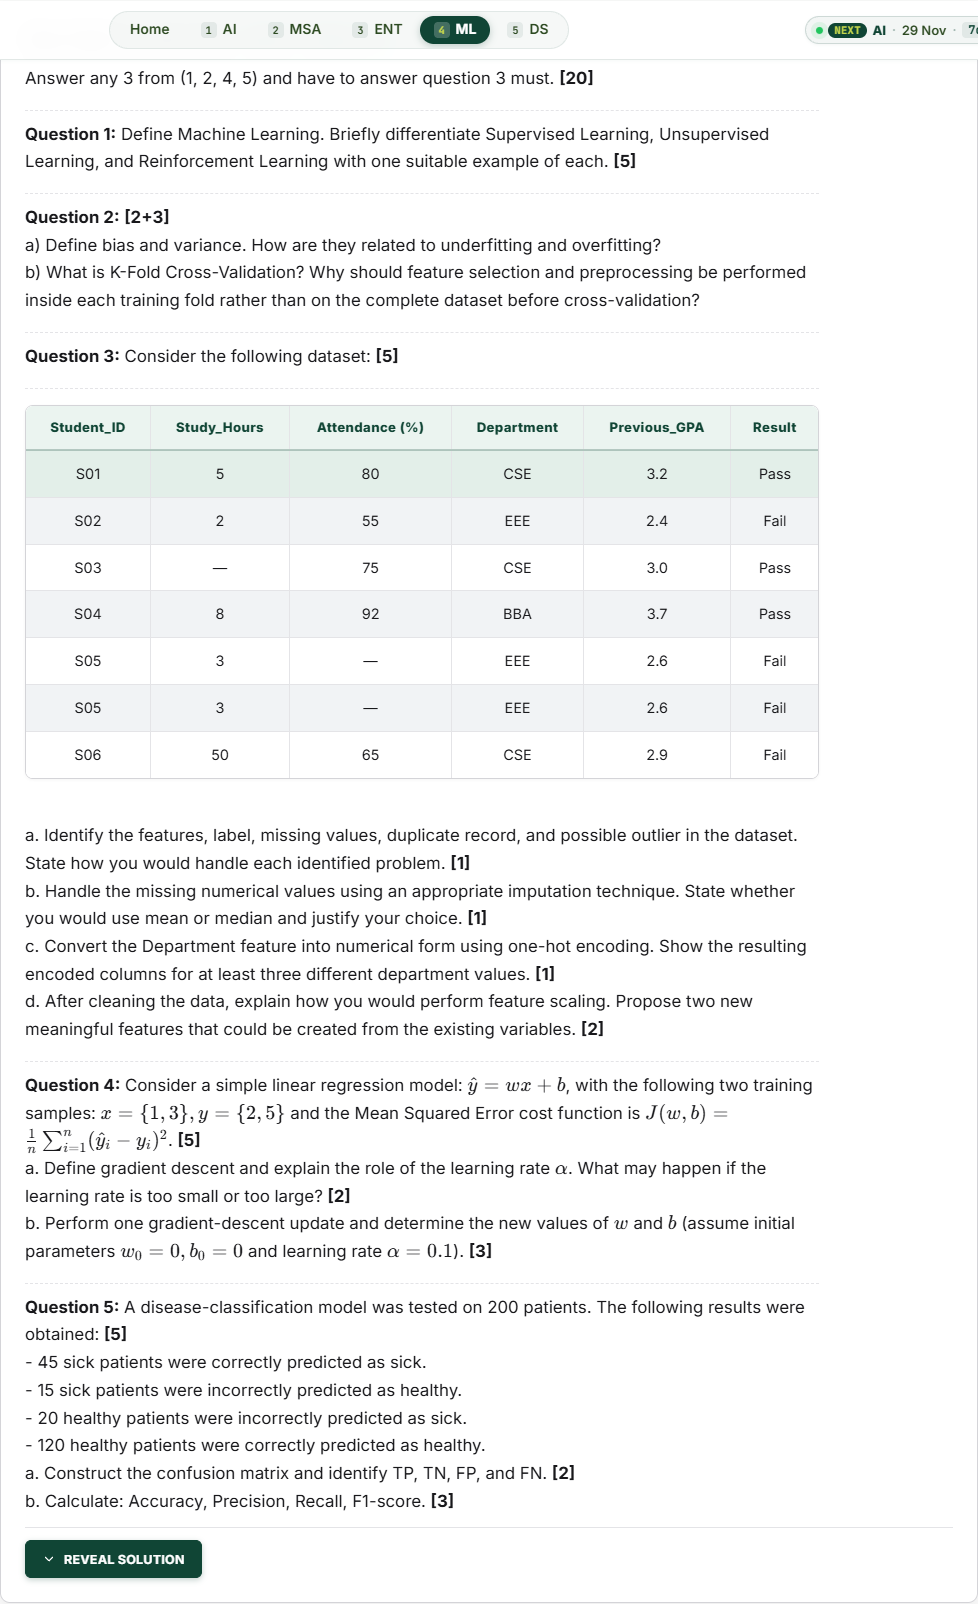 Home 1 AI 2 MSA 3 ENT 4 ML 5 DS NEXT AI · 29 Nov ·
Answer any 3 from (1, 2, 4, 5) and have to answer question 3 must. [20]
Question 1: Define Machine Learning. Briefly differentiate Supervised Learning, Unsupervised
Learning, and Reinforcement Learning with one suitable example of each. [5]
Question 2: [2+3]
a) Define bias and variance. How are they related to underfitting and overfitting?
b) What is K-Fold Cross-Validation? Why should feature selection and preprocessing be performed
inside each training fold rather than on the complete dataset before cross-validation?
Question 3: Consider the following dataset: [5]
Student_ID Study_Hours Attendance (%) Department Previous_GPA Result
S01 5 80 CSE 3.2 Pass
S02 2 55 EEE 2.4 Fail
S03 — 75 CSE 3.0 Pass
S04 8 92 BBA 3.7 Pass
S05 3 — EEE 2.6 Fail
S05 3 — EEE 2.6 Fail
S06 50 65 CSE 2.9 Fail
a. Identify the features, label, missing values, duplicate record, and possible outlier in the dataset.
State how you would handle each identified problem. [1]
b. Handle the missing numerical values using an appropriate imputation technique. State whether
you would use mean or median and justify your choice. [1]
c. Convert the Department feature into numerical form using one-hot encoding. Show the resulting
encoded columns for at least three different department values. [1]
d. After cleaning the data, explain how you would perform feature scaling. Propose two new
meaningful features that could be created from the existing variables. [2]
Question 4: Consider a simple linear regression model: ŷ = wx + b, with the following two training
samples: x = {1, 3}, y = {2, 5} and the Mean Squared Error cost function is J(w, b) =
1/n ∑ⁿᵢ₌₁(ŷᵢ − yᵢ)². [5]
a. Define gradient descent and explain the role of the learning rate α. What may happen if the
learning rate is too small or too large? [2]
b. Perform one gradient-descent update and determine the new values of w and b (assume initial
parameters w₀ = 0, b₀ = 0 and learning rate α = 0.1). [3]
Question 5: A disease-classification model was tested on 200 patients. The following results were
obtained: [5]
- 45 sick patients were correctly predicted as sick.
- 15 sick patients were incorrectly predicted as healthy.
- 20 healthy patients were incorrectly predicted as sick.
- 120 healthy patients were correctly predicted as healthy.
a. Construct the confusion matrix and identify TP, TN, FP, and FN. [2]
b. Calculate: Accuracy, Precision, Recall, F1-score. [3]
REVEAL SOLUTION